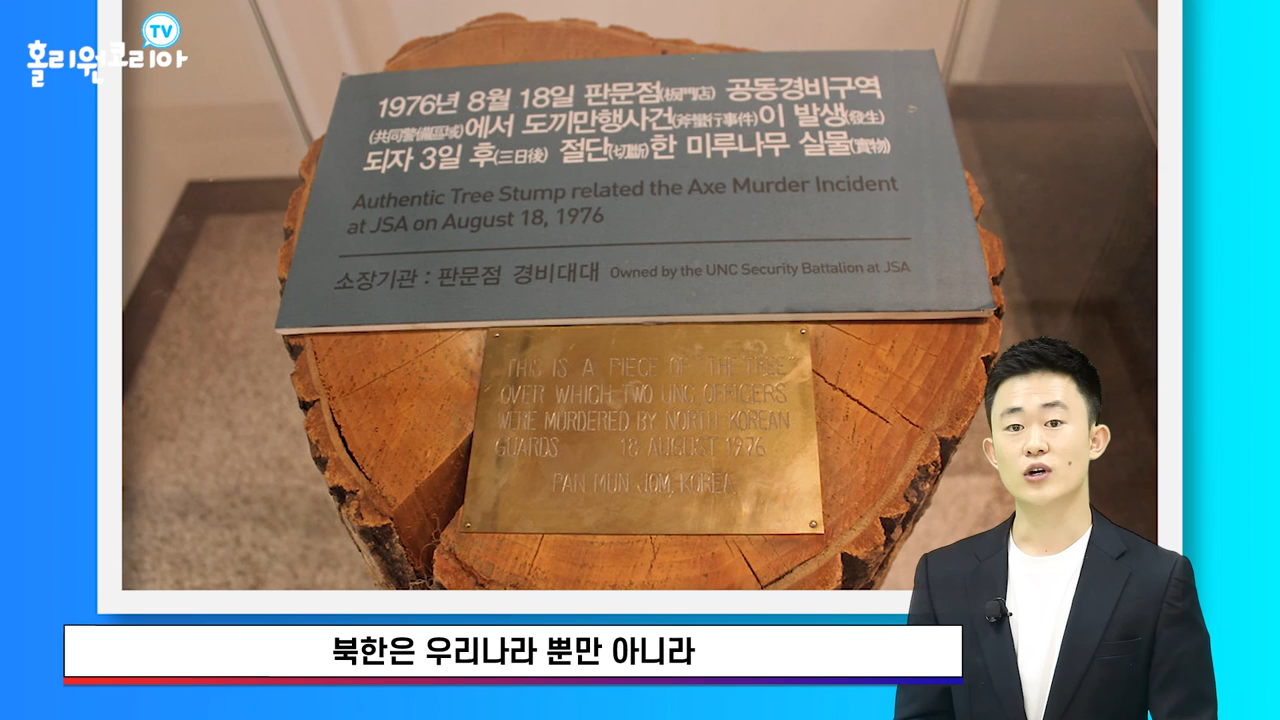 홀리원코리아 TV
1976년 8월 18일 판문점(板門店) 공동경비구역
(共同警備區域)에서 도끼만행사건(斧蠻行事件)이 발생(發生)
되자 3일 후(三日後) 절단(切斷)한 미루나무 실물(實物)
Authentic Tree Stump related the Axe Murder Incident
at JSA on August 18, 1976
소장기관 : 판문점 경비대대 Owned by the UNC Security Battalion at JSA
THIS IS A PIECE OF "THE TREE"
OVER WHICH TWO UNC OFFICERS
WERE MURDERED BY NORTH KOREAN
GUARDS 18 AUGUST 1976
PAN MUN JOM, KOREA
북한은 우리나라 뿐만 아니라